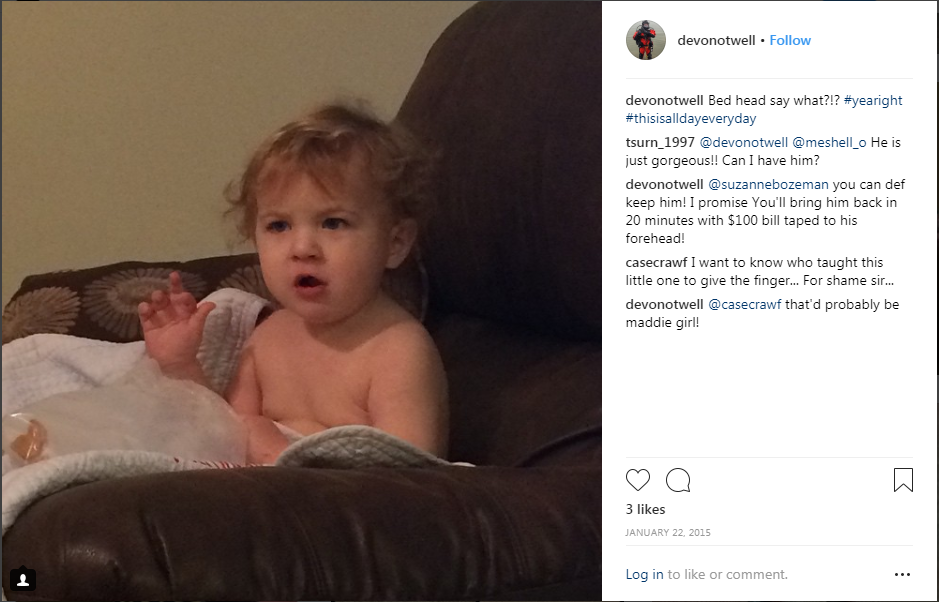 devonotwell • Follow
devonotwell Bed head say what?!? #yearight
#thisisalldayeveryday
tsurn_1997 @devonotwell @meshell_o He is
just gorgeous!! Can I have him?
devonotwell @suzannebozeman you can def
keep him! I promise You'll bring him back in
20 minutes with $100 bill taped to his
forehead!
casecrawf I want to know who taught this
little one to give the finger... For shame sir...
devonotwell @casecrawf that'd probably be
maddie girl!
3 likes
JANUARY 22, 2015
Log in to like or comment.